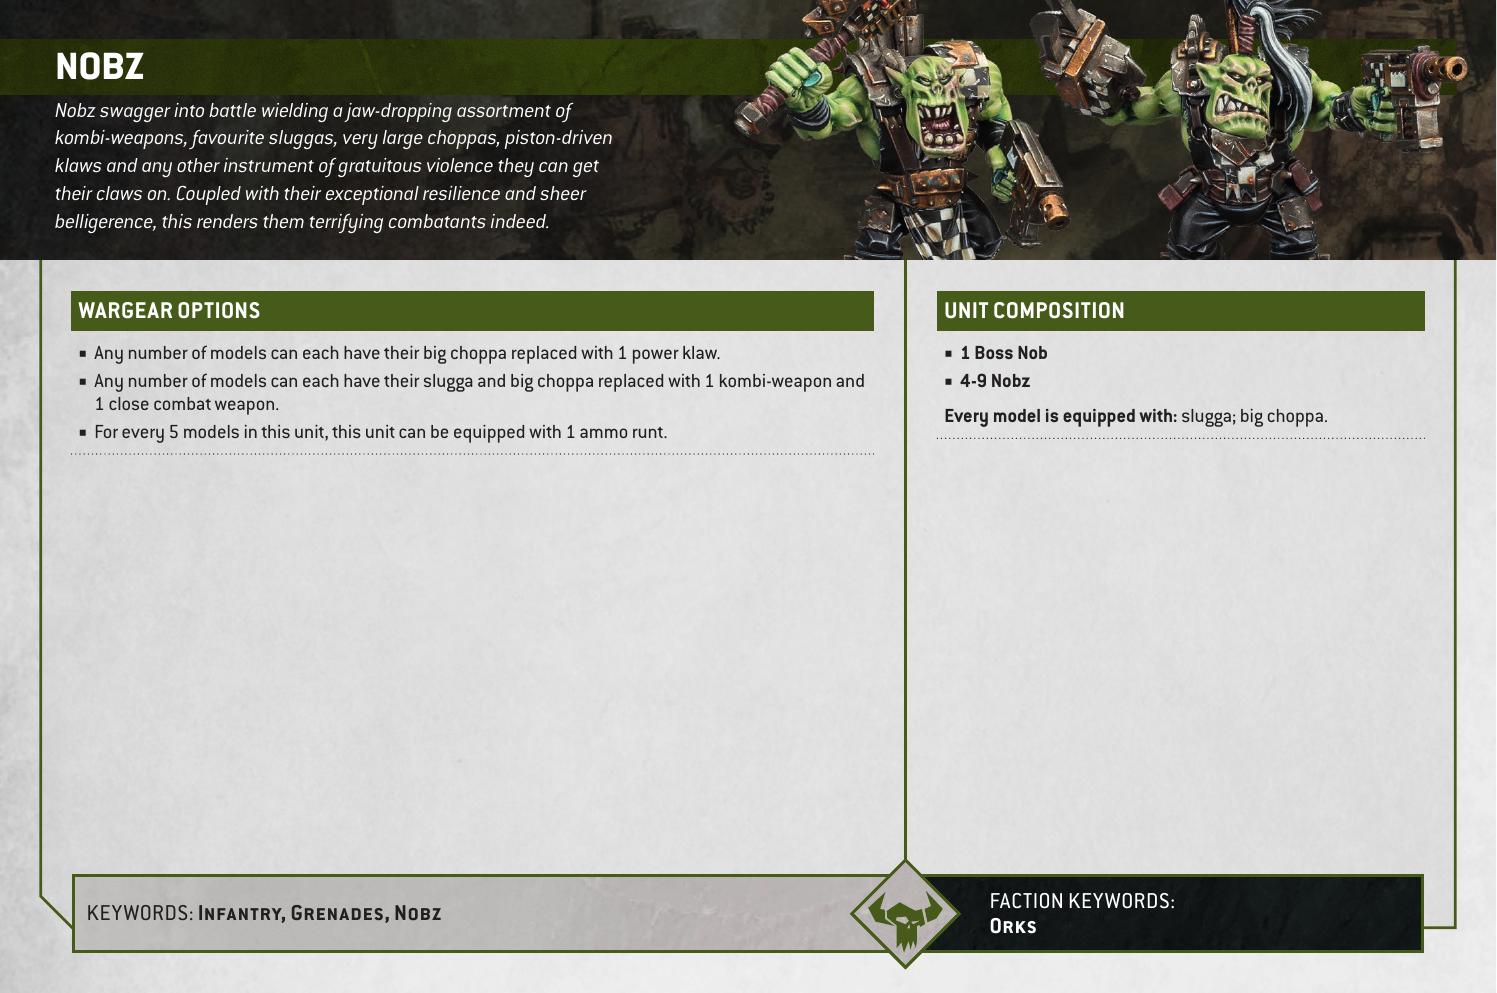 NOBZ
Nobz swagger into battle wielding a jaw-dropping assortment of
kombi-weapons, favourite sluggas, very large choppas, piston-driven
klaws and any other instrument of gratuitous violence they can get
their claws on. Coupled with their exceptional resilience and sheer
belligerence, this renders them terrifying combatants indeed.
WARGEAR OPTIONS
▪ Any number of models can each have their big choppa replaced with 1 power klaw.
▪ Any number of models can each have their slugga and big choppa replaced with 1 kombi-weapon and
1 close combat weapon.
▪ For every 5 models in this unit, this unit can be equipped with 1 ammo runt.
UNIT COMPOSITION
▪ 1 Boss Nob
▪ 4-9 Nobz
Every model is equipped with: slugga; big choppa.
KEYWORDS: Infantry, Grenades, Nobz
FACTION KEYWORDS:
Orks